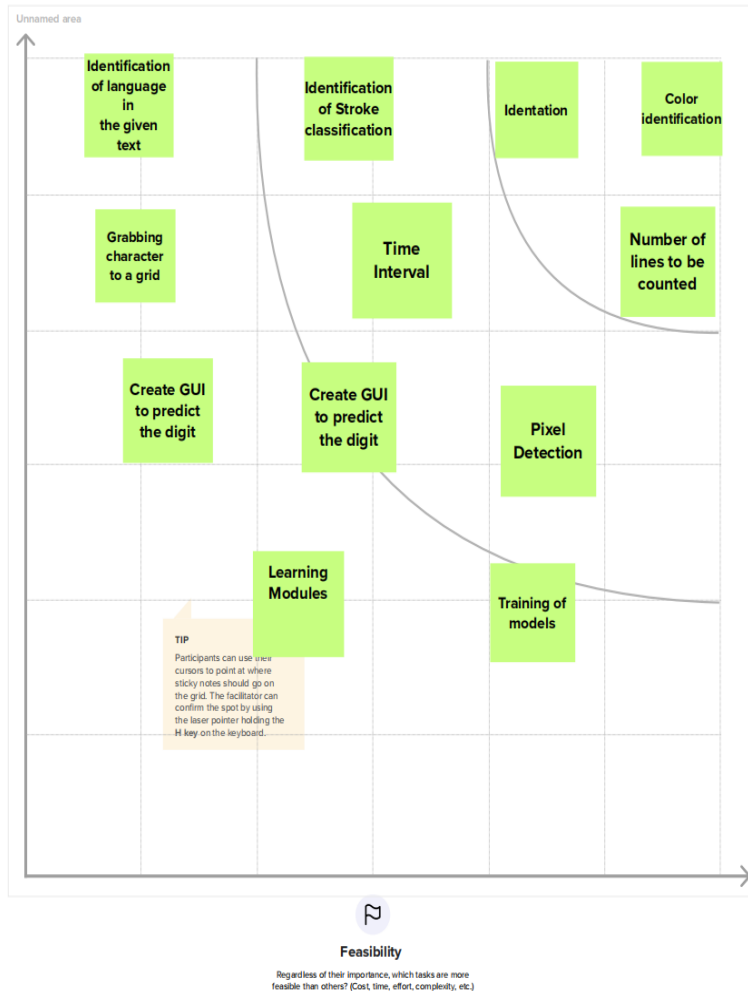 Unnamed area
Identification
of language
in
the given
text
Identification
of Stroke
classification
Identation
Color
identification
Grabbing
character
to a grid
Time
Interval
Number of
lines to be
counted
Create GUI
to predict
the digit
Create GUI
to predict
the digit
Pixel
Detection
Learning
Modules
Training of
models
TIP
Participants can use their
cursors to point at where
sticky notes should go on
the grid. The facilitator can
confirm the spot by using
the laser pointer holding the
H key on the keyboard.
Feasibility
Regardless of their importance, which tasks are more
feasible than others? (Cost, time, effort, complexity, etc.)